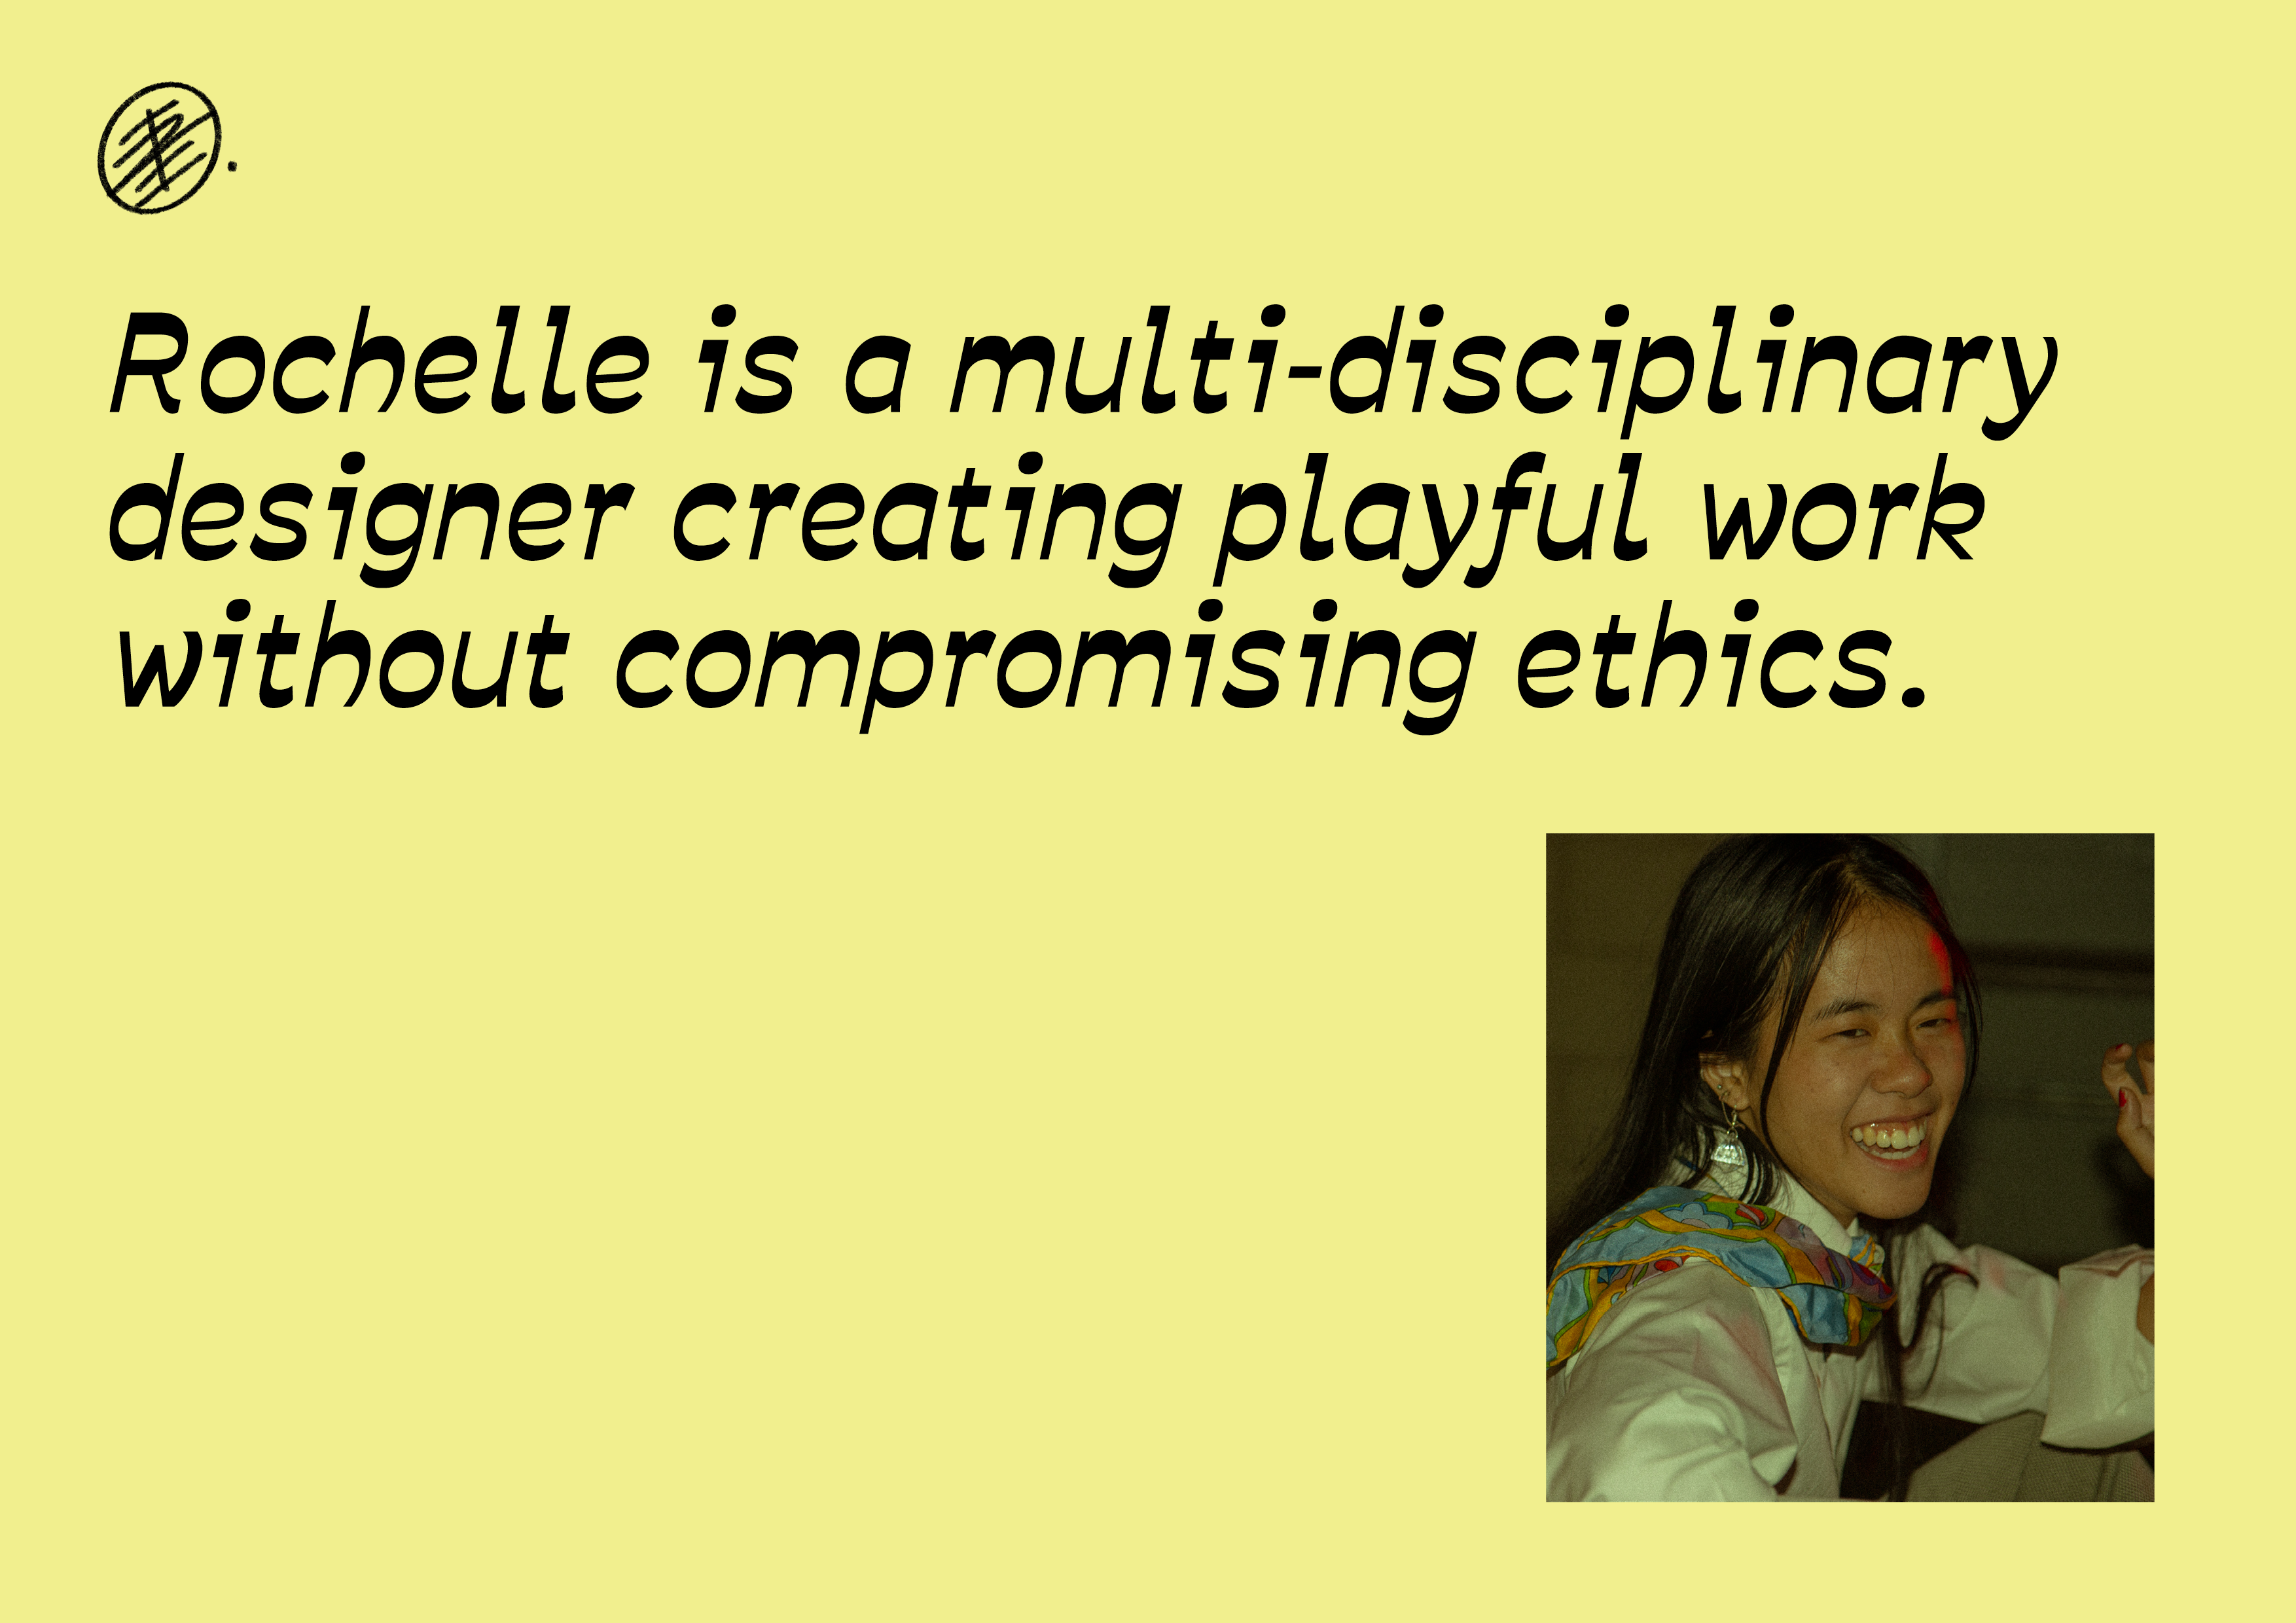 Rochelle is a multi-disciplinary
designer creating playful work
without compromising ethics.